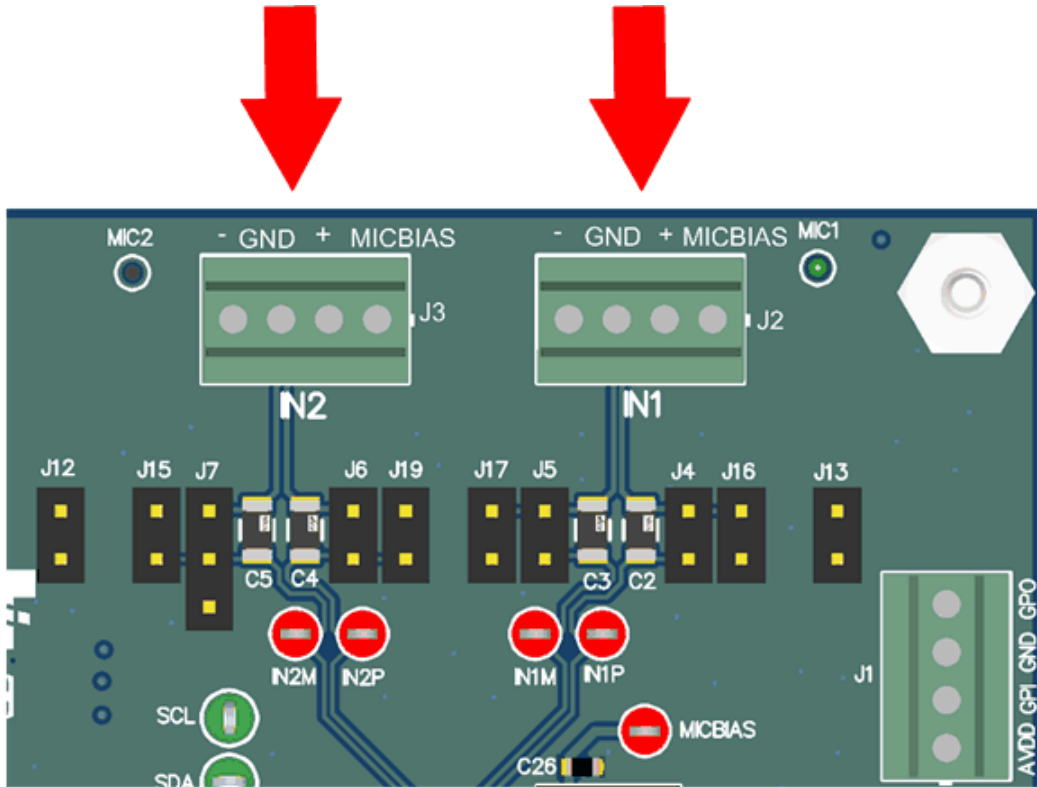 MIC2
- GND + MICBIAS
- GND + MICBIAS
MIC1
J3
J2
IN2
IN1
J12
J15
J7
J6
J19
J17
J5
J4
J16
J13
C5
C4
C3
C2
IN2M
IN2P
IN1M
IN1P
J1
AVDD GPI GND GPO
SCL
MICBIAS
C26
SDA